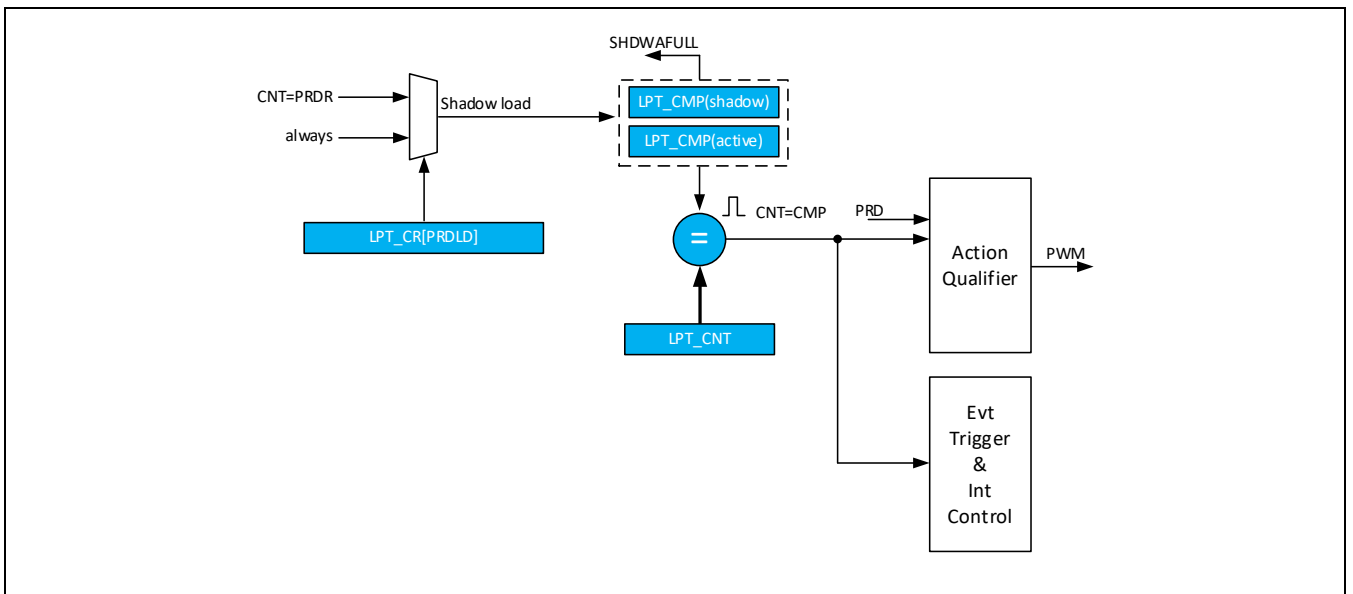 SHDWAFULL
CNT=PRDR
always
Shadow load
LPT_CMP(shadow)
LPT_CMP(active)
LPT_CR[PRDLD]
CNT=CMP
PRD
=
LPT_CNT
Action
Qualifier
PWM
Evt
Trigger
&
Int
Control